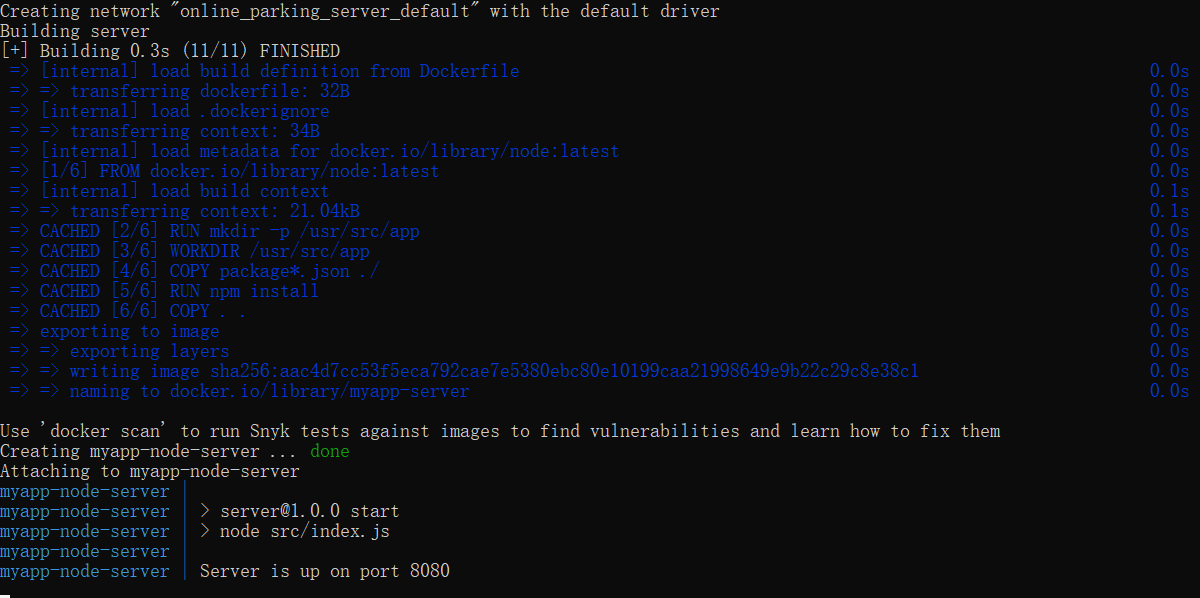 Creating network "online_parking_server_default" with the default driver
Building server
[+] Building 0.3s (11/11) FINISHED
=> [internal] load build definition from Dockerfile 0.0s
=> => transferring dockerfile: 32B 0.0s
=> [internal] load .dockerignore 0.0s
=> => transferring context: 34B 0.0s
=> [internal] load metadata for docker.io/library/node:latest 0.0s
=> [1/6] FROM docker.io/library/node:latest 0.0s
=> [internal] load build context 0.1s
=> => transferring context: 21.04kB 0.1s
=> CACHED [2/6] RUN mkdir -p /usr/src/app 0.0s
=> CACHED [3/6] WORKDIR /usr/src/app 0.0s
=> CACHED [4/6] COPY package*.json ./ 0.0s
=> CACHED [5/6] RUN npm install 0.0s
=> CACHED [6/6] COPY . . 0.0s
=> exporting to image 0.0s
=> => exporting layers 0.0s
=> => writing image sha256:aac4d7cc53f5eca792cae7e5380ebc80e10199caa21998649e9b22c29c8e38c1 0.0s
=> => naming to docker.io/library/myapp-server 0.0s
Use 'docker scan' to run Snyk tests against images to find vulnerabilities and learn how to fix them
Creating myapp-node-server ... done
Attaching to myapp-node-server
myapp-node-server |
myapp-node-server | > server@1.0.0 start
myapp-node-server | > node src/index.js
myapp-node-server |
myapp-node-server | Server is up on port 8080